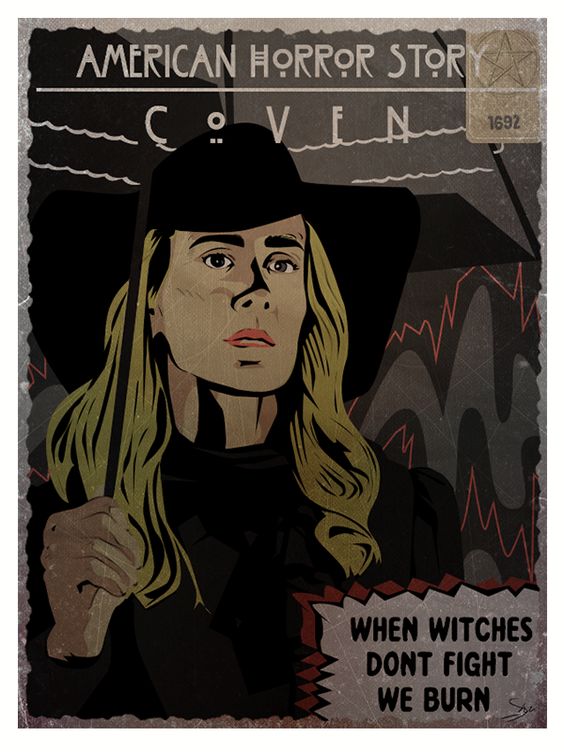 AMERICAN HORROR STORY
COVEN
1692
WHEN WITCHES
DONT FIGHT
WE BURN